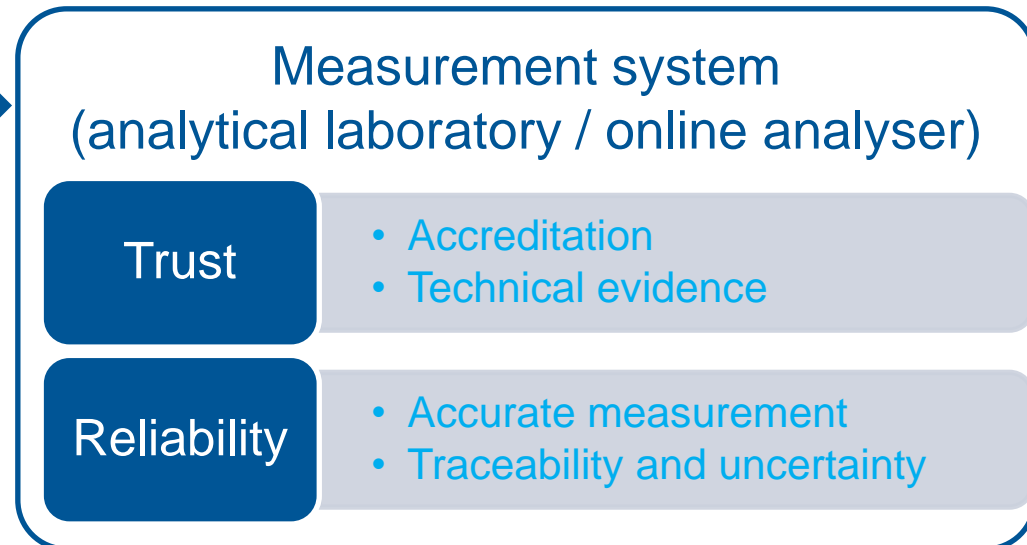 Measurement system
(analytical laboratory / online analyser)
Trust
• Accreditation
• Technical evidence
Reliability
• Accurate measurement
• Traceability and uncertainty